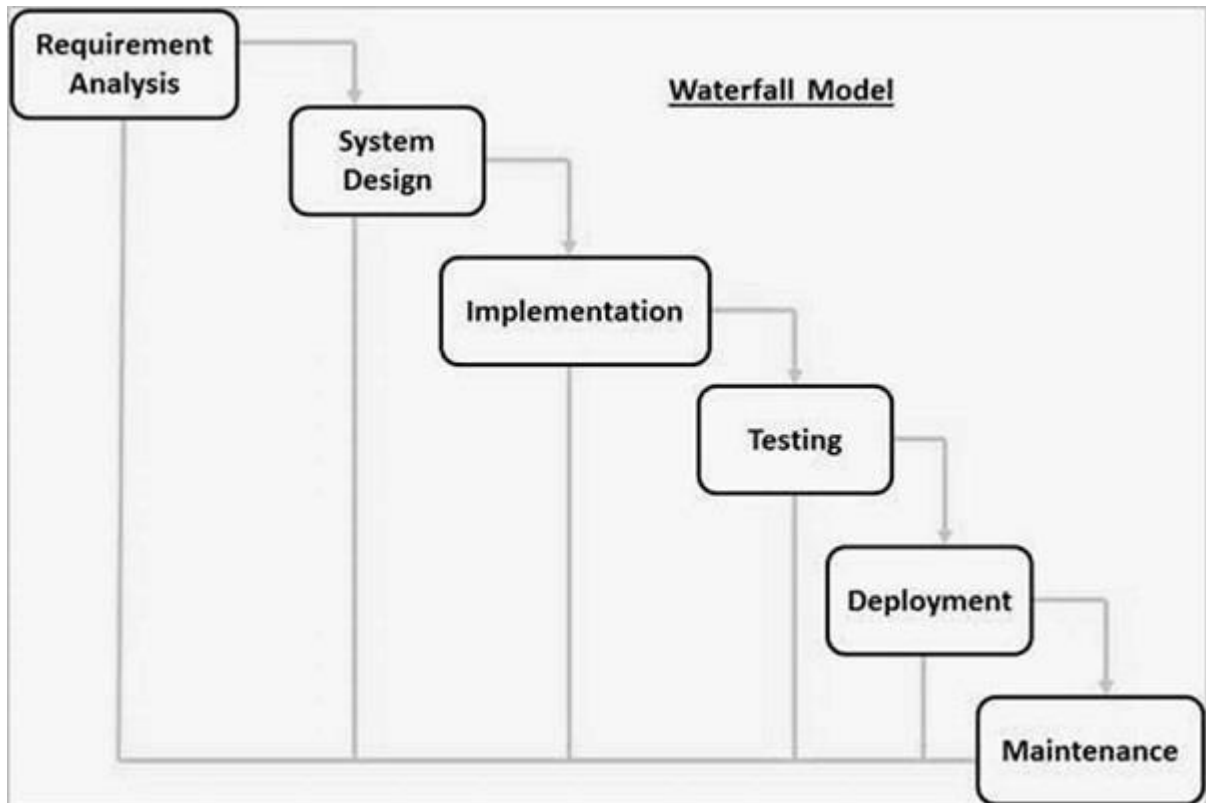 Requirement
Analysis
Waterfall Model
System
Design
Implementation
Testing
Deployment
Maintenance